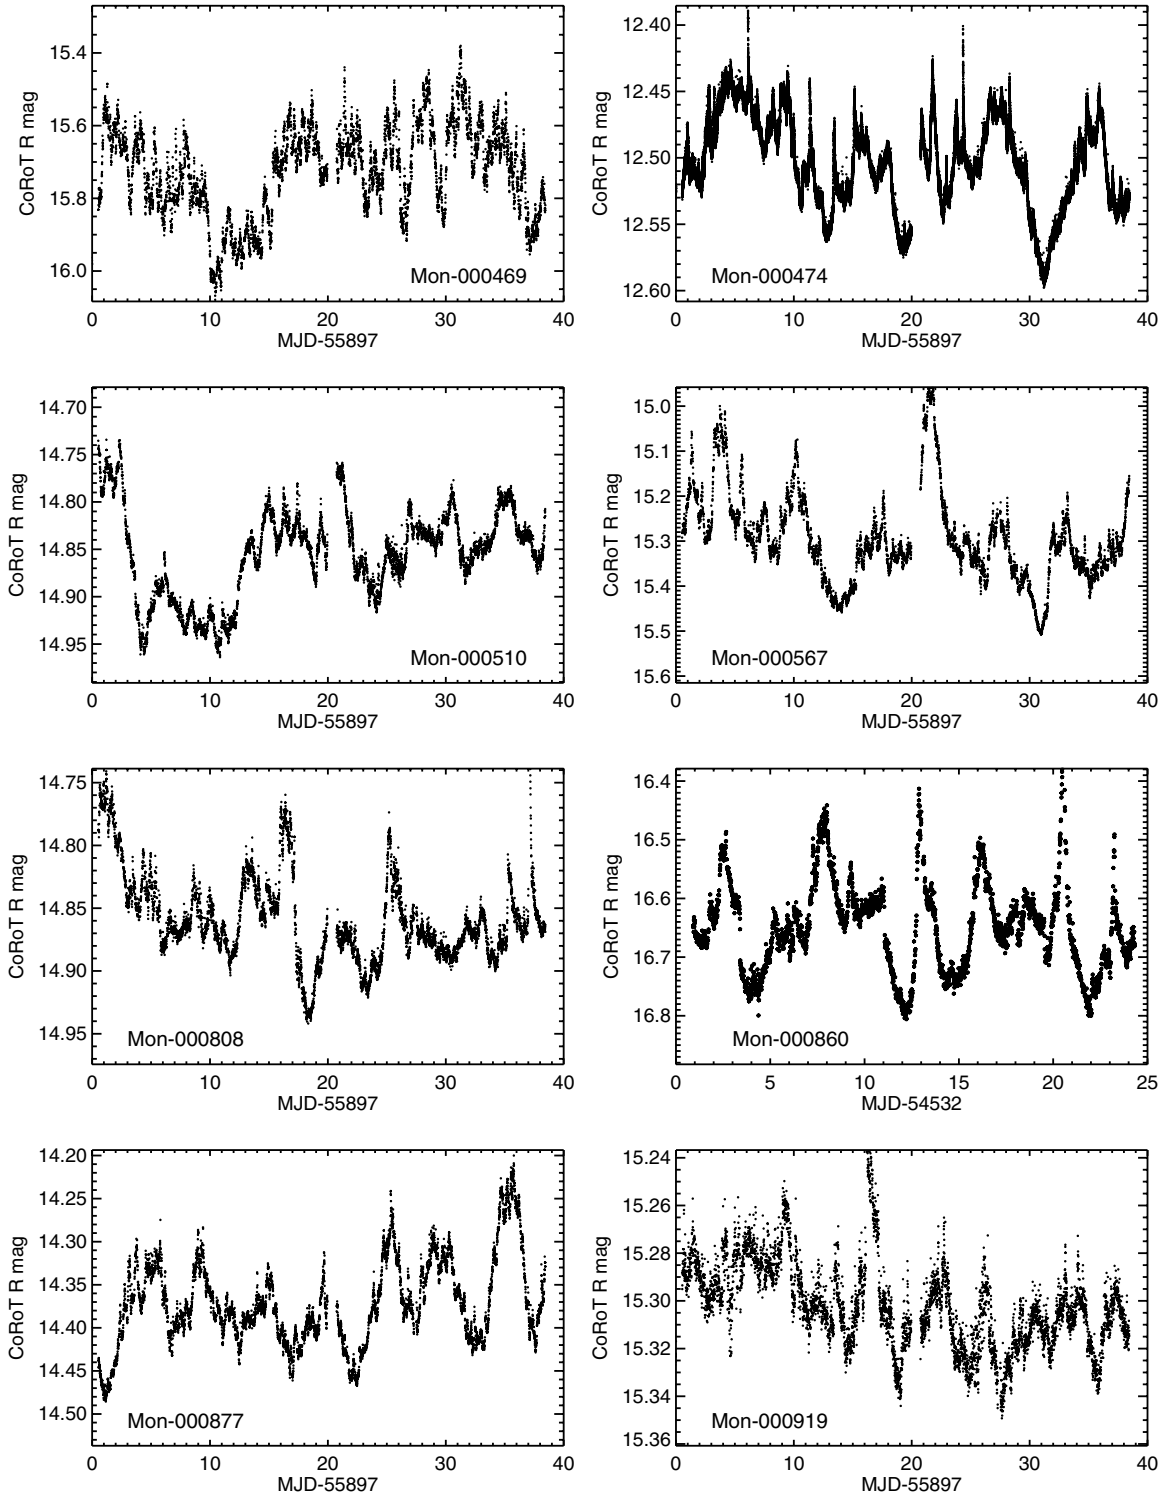 15.4
15.6
15.8
16.0
CoRoT R mag
Mon-000469
0 10 20 30 40
MJD-55897
12.40
12.45
12.50
12.55
12.60
CoRoT R mag
Mon-000474
0 10 20 30 40
MJD-55897
14.70
14.75
14.80
14.85
14.90
14.95
CoRoT R mag
Mon-000510
0 10 20 30 40
MJD-55897
15.0
15.1
15.2
15.3
15.4
15.5
15.6
CoRoT R mag
Mon-000567
0 10 20 30 40
MJD-55897
14.75
14.80
14.85
14.90
14.95
CoRoT R mag
Mon-000808
0 10 20 30 40
MJD-55897
16.4
16.5
16.6
16.7
16.8
CoRoT R mag
Mon-000860
0 5 10 15 20 25
MJD-54532
14.20
14.25
14.30
14.35
14.40
14.45
14.50
CoRoT R mag
Mon-000877
0 10 20 30 40
MJD-55897
15.24
15.26
15.28
15.30
15.32
15.34
15.36
CoRoT R mag
Mon-000919
0 10 20 30 40
MJD-55897